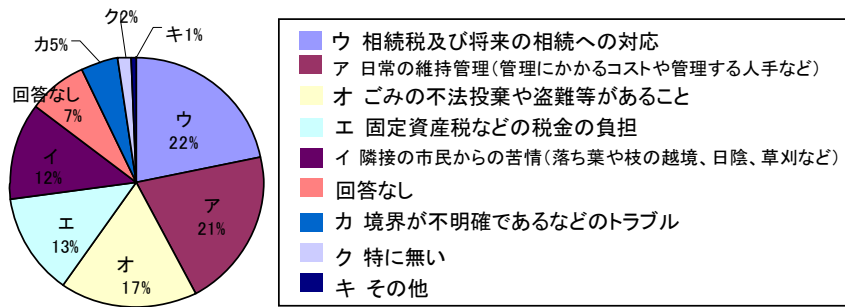 ク2%
キ1%
カ5%
回答なし
7%
ウ
22%
イ
12%
ア
21%
エ
13%
オ
17%
ウ 相続税及び将来の相続への対応
ア 日常の維持管理(管理にかかるコストや管理する人手など)
オ ごみの不法投棄や盗難等があること
エ 固定資産税などの税金の負担
イ 隣接の市民からの苦情(落ち葉や枝の越境、日陰、草刈など)
回答なし
カ 境界が不明確であるなどのトラブル
ク 特に無い
キ その他